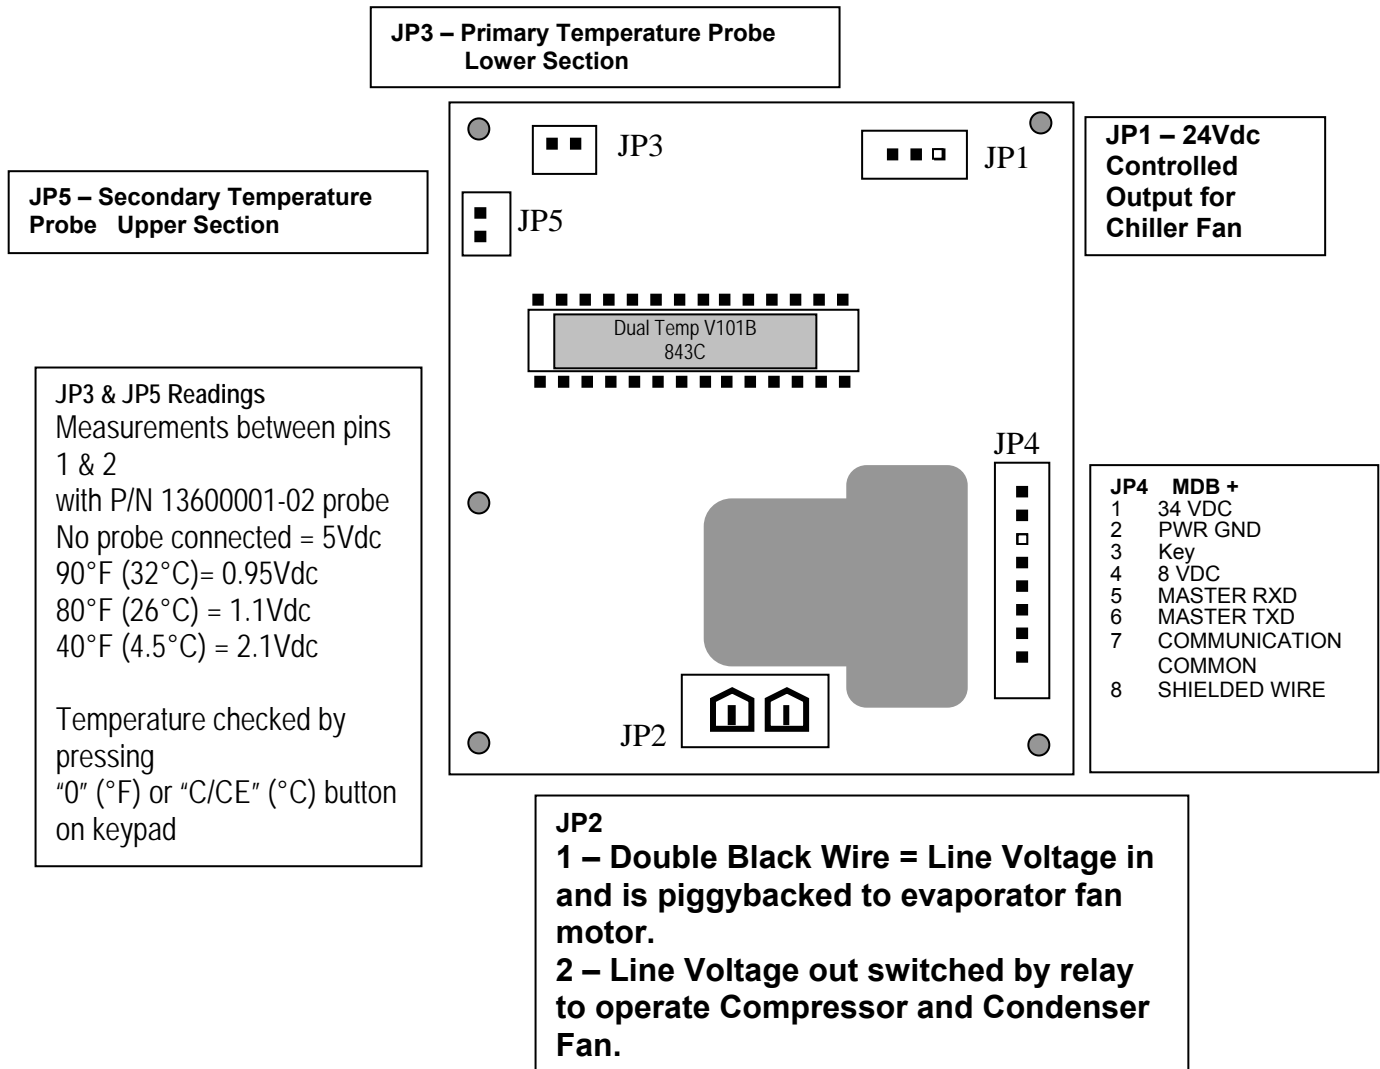 JP3 – Primary Temperature Probe
Lower Section
JP3
JP1
JP1 – 24Vdc
Controlled
Output for
Chiller Fan
JP5 – Secondary Temperature
Probe Upper Section
JP5
Dual Temp V101B
843C
JP3 & JP5 Readings
Measurements between pins
1 & 2
with P/N 13600001-02 probe
No probe connected = 5Vdc
90°F (32°C)= 0.95Vdc
80°F (26°C) = 1.1Vdc
40°F (4.5°C) = 2.1Vdc
Temperature checked by
pressing
“0” (°F) or “C/CE” (°C) button
on keypad
JP4
JP4 MDB +
1 34 VDC
2 PWR GND
3 Key
4 8 VDC
5 MASTER RXD
6 MASTER TXD
7 COMMUNICATION
COMMON
8 SHIELDED WIRE
JP2
JP2
1 – Double Black Wire = Line Voltage in
and is piggybacked to evaporator fan
motor.
2 – Line Voltage out switched by relay
to operate Compressor and Condenser
Fan.